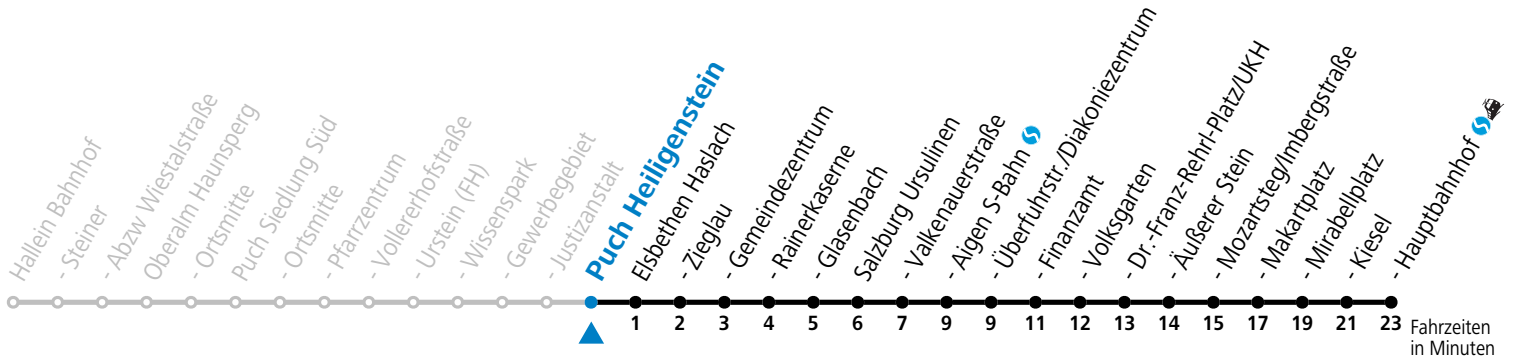 Hallein Bahnhof
- Steiner
- Abzw Wiestalstraße
Oberalm Haunsperg
- Ortsmitte
Puch Siedlung Süd
- Ortsmitte
- Pfarrzentrum
- Vollererhofstraße
- Urstein (FH)
- Wissenspark
- Gewerbegebiet
- Justizanstalt
Puch Heiligenstein
Elsbethen Haslach
- Zieglau
- Gemeindezentrum
- Rainerkaserne
- Glasenbach
Salzburg Ursulinen
- Valkenauerstraße
- Aigen S-Bahn
- Überfuhrstr./Diakoniezentrum
- Finanzamt
- Volksgarten
- Dr.-Franz-Rehrl-Platz/UKH
- Äußerer Stein
- Mozartsteg/Imbergstraße
- Makartplatz
- Mirabellplatz
- Kiesel
- Hauptbahnhof
1 2 3 4 5 6 7 9 9 11 12 13 14 15 17 19 21 23
Fahrzeiten
in Minuten